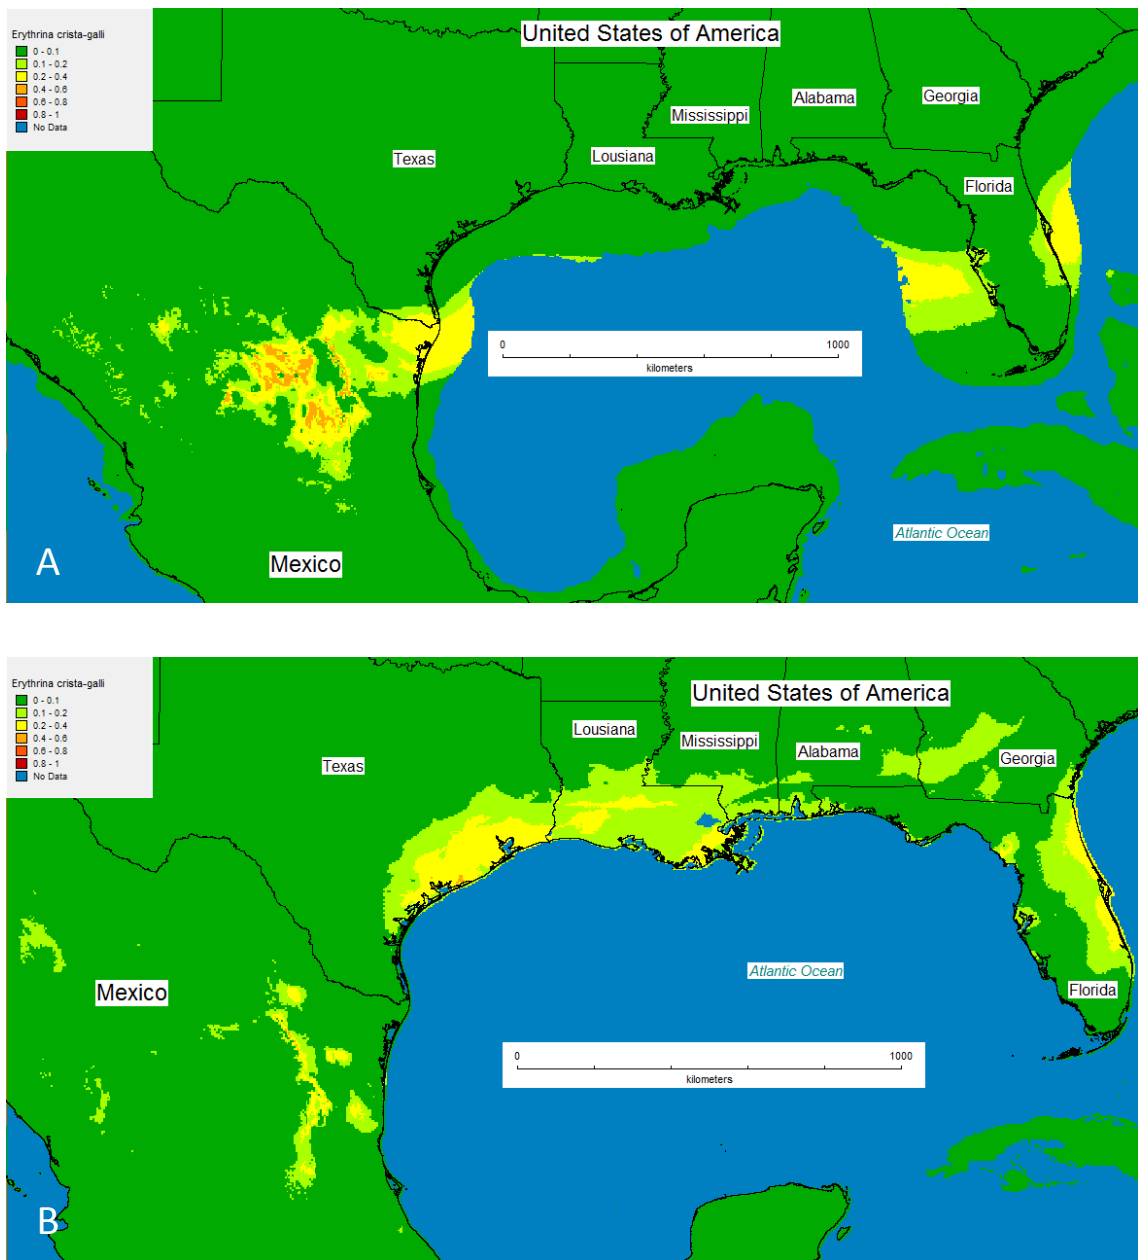 Erythrina crista-galli
0 - 0.1
0.1 - 0.2
0.2 - 0.4
0.4 - 0.6
0.6 - 0.8
0.8 - 1
No Data
United States of America
Alabama
Georgia
Mississippi
Texas
Lousiana
Florida
0 1000
kilometers
Atlantic Ocean
A
Mexico
Erythrina crista-galli
0 - 0.1
0.1 - 0.2
0.2 - 0.4
0.4 - 0.6
0.6 - 0.8
0.8 - 1
No Data
United States of America
Lousiana
Mississippi
Alabama
Georgia
Texas
Atlantic Ocean
Mexico
Florida
0 1000
kilometers
B